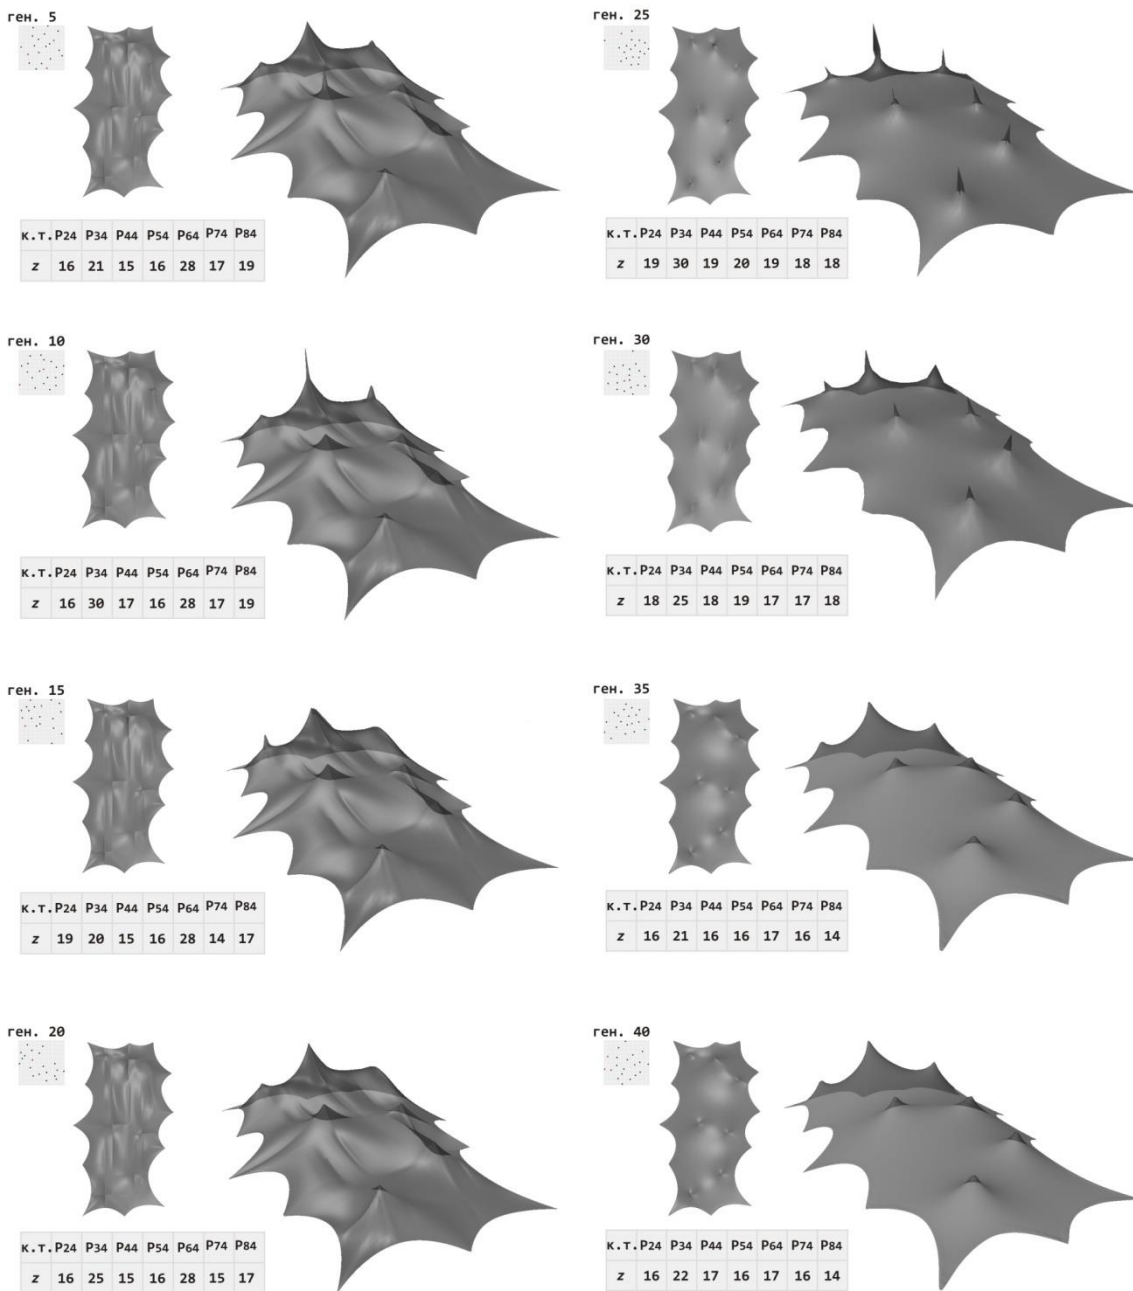 ген. 5
к.т. P24 P34 P44 P54 P64 P74 P84
z 16 21 15 16 28 17 19
ген. 10
к.т. P24 P34 P44 P54 P64 P74 P84
z 16 30 17 16 28 17 19
ген. 15
к.т. P24 P34 P44 P54 P64 P74 P84
z 19 20 15 16 28 14 17
ген. 20
к.т. P24 P34 P44 P54 P64 P74 P84
z 16 25 15 16 28 15 17
ген. 25
к.т. P24 P34 P44 P54 P64 P74 P84
z 19 30 19 20 19 18 18
ген. 30
к.т. P24 P34 P44 P54 P64 P74 P84
z 18 25 18 19 17 17 18
ген. 35
к.т. P24 P34 P44 P54 P64 P74 P84
z 16 21 16 16 17 16 14
ген. 40
к.т. P24 P34 P44 P54 P64 P74 P84
z 16 22 17 16 17 16 14